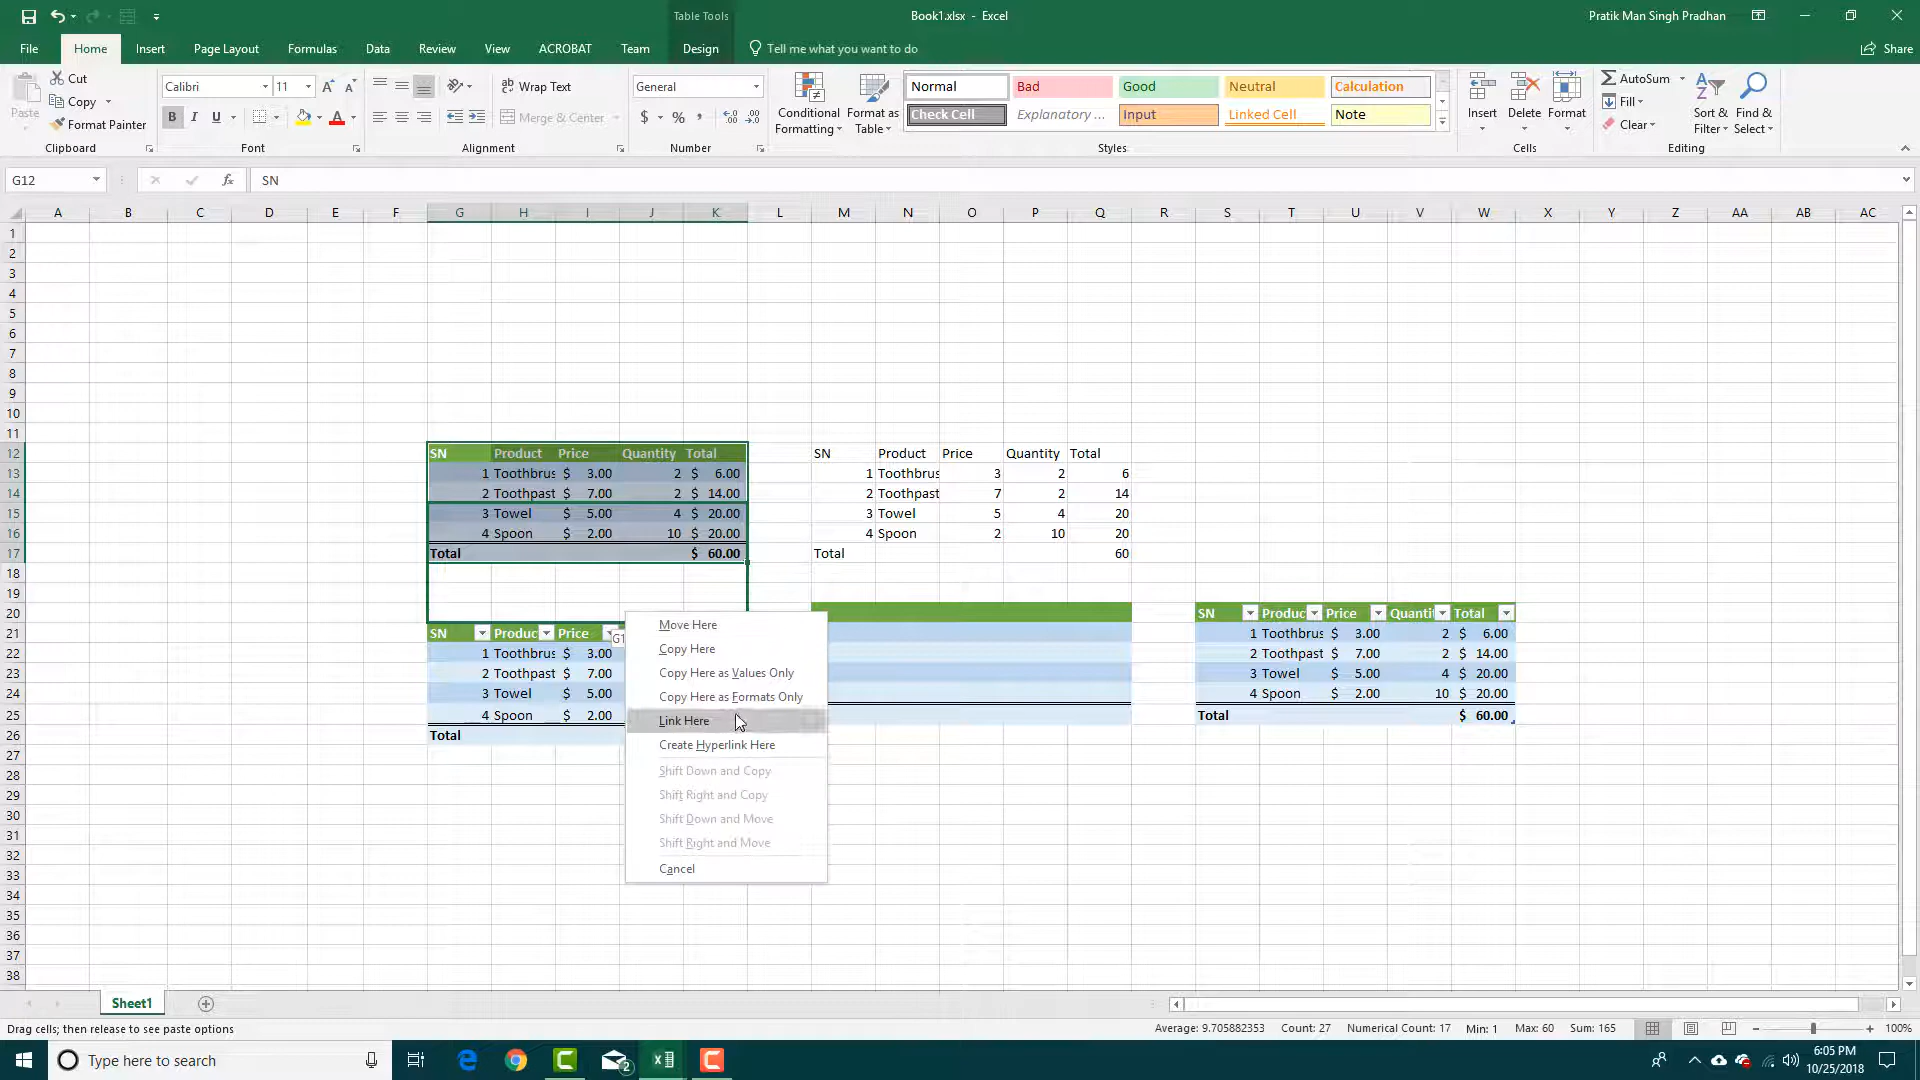 Table Tools
Book1.xlsx - Excel
Pratik Man Singh Pradhan
File Home Insert Page Layout Formulas Data Review View ACROBAT Team Design Tell me what you want to do Share
Paste
Cut
Copy
Format Painter
Clipboard
Calibri 11
B I U
Font
Wrap Text
Merge & Center
Alignment
General
$ % ,
Number
Conditional Formatting
Format as Table
Normal Bad Good Neutral Calculation
Check Cell Explanatory ... Input Linked Cell Note
Styles
Insert Delete Format
Cells
AutoSum
Fill
Clear
Sort & Filter
Find & Select
Editing
G12 fx SN
A B C D E F G H I J K L M N O P Q R S T U V W X Y Z AA AB AC
1
2
3
4
5
6
7
8
9
10
11
12 SN Product Price Quantity Total SN Product Price Quantity Total
13 1 Toothbrus $ 3.00 2 $ 6.00 1 Toothbrus 3 2 6
14 2 Toothpast $ 7.00 2 $ 14.00 2 Toothpast 7 2 14
15 3 Towel $ 5.00 4 $ 20.00 3 Towel 5 4 20
16 4 Spoon $ 2.00 10 $ 20.00 4 Spoon 2 10 20
17 Total $ 60.00 Total 60
18
19
20 SN Produc Price Quantit Total
21 SN Produc Price G1 1 Toothbrus $ 3.00 2 $ 6.00
22 1 Toothbrus $ 3.00 2 Toothpast $ 7.00 2 $ 14.00
23 2 Toothpast $ 7.00 3 Towel $ 5.00 4 $ 20.00
24 3 Towel $ 5.00 4 Spoon $ 2.00 10 $ 20.00
25 4 Spoon $ 2.00 Total $ 60.00
26 Total
27
28
29
30
31
32
33
34
35
36
37
38
Move Here
Copy Here
Copy Here as Values Only
Copy Here as Formats Only
Link Here
Create Hyperlink Here
Shift Down and Copy
Shift Right and Copy
Shift Down and Move
Shift Right and Move
Cancel
Sheet1
Drag cells; then release to see paste options
Average: 9.705882353 Count: 27 Numerical Count: 17 Min: 1 Max: 60 Sum: 165 100%
Type here to search
2
6:05 PM
10/25/2018